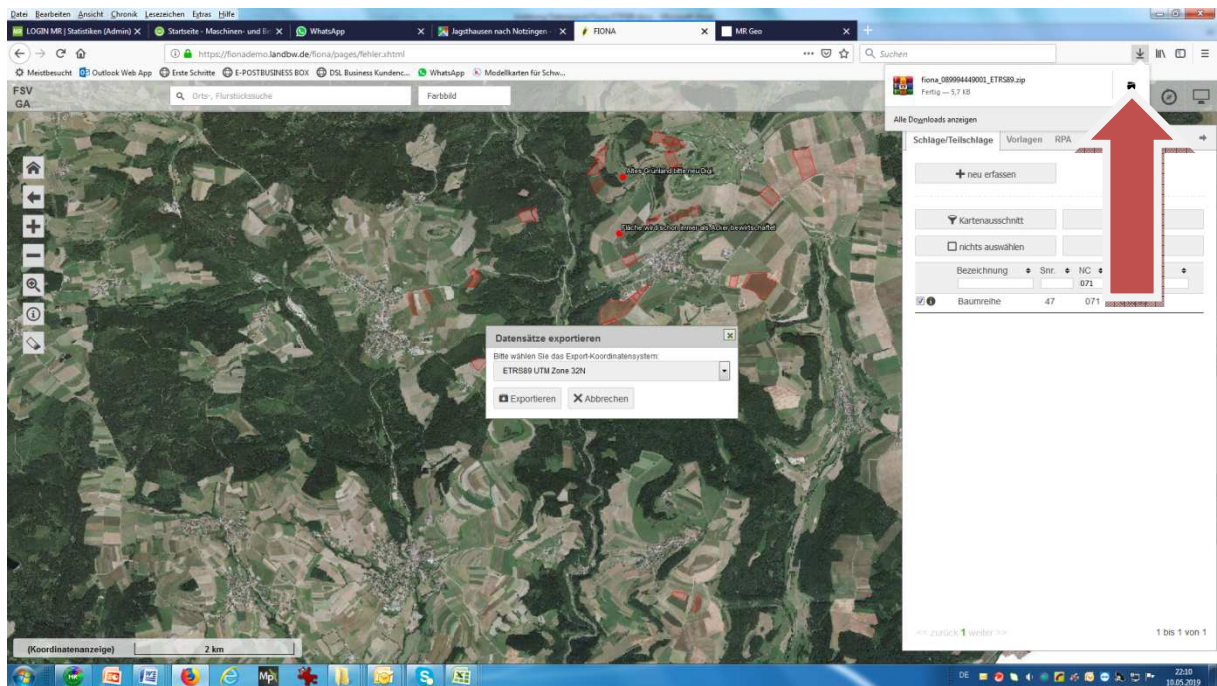 Datei Bearbeiten Ansicht Chronik Lesezeichen Extras Hilfe
LOGIN MR | Statistiken (Admin) X
Startseite - Maschinen- und Be X
WhatsApp X
Jagsthausen nach Notzingen - X
FIONA X
MR Geo X
https://fionademo.landbw.de/fiona/pages/fehler.xhtml
Suchen
Meistbesucht Outlook Web App Erste Schritte E-POSTBUSINESS BOX DSL Business Kundenc... WhatsApp Modellkarten für Schw...
fiona_089994449001_ETRS89.zip
Fertig — 5,7 KB
Alle Downloads anzeigen
FSV
GA
Orts-, Flurstückssuche
Farbbild
Schläge/Teilschläge Vorlagen RPA
neu erfassen
Kartenausschnitt
nichts auswählen
Bezeichnung Snr. NC
071
Baumreihe 47 071
Altes Grünland bitte neu Digi.
Fläche wird schon immer als Acker bewirtschaftet
Datensätze exportieren
Bitte wählen Sie das Export-Koordinatensystem:
ETRS89 UTM Zone 32N
Exportieren Abbrechen
<< zurück 1 weiter >>
1 bis 1 von 1
(Koordinatenanzeige) 2 km
DE
22:10
10.05.2019